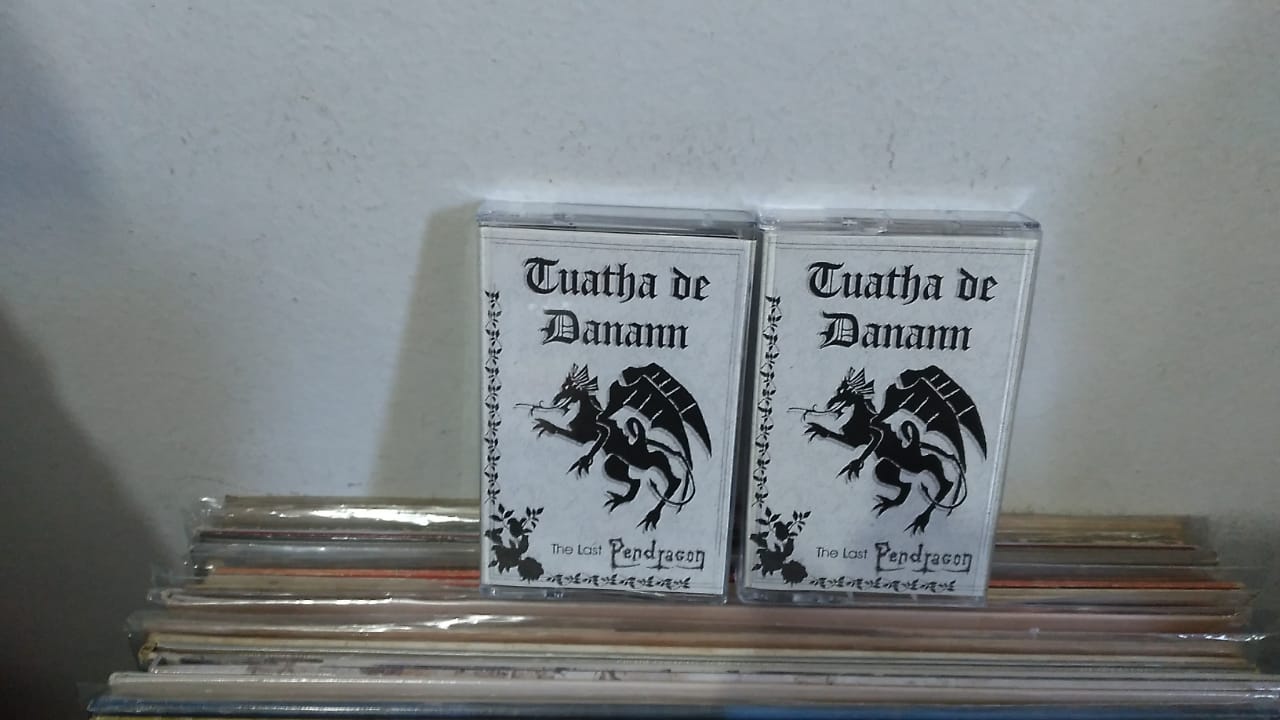 Tuatha de
Danann
The Last Pendragon
Tuatha de
Danann
The Last Pendragon